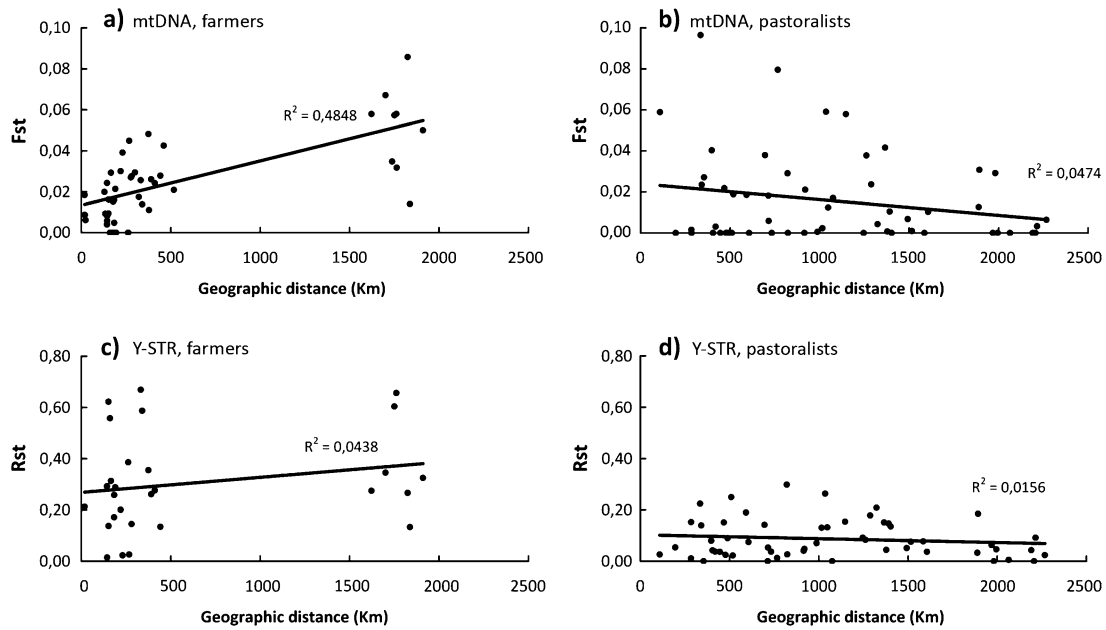 a) mtDNA, farmers
0,10
0,08
0,06
0,04
0,02
0,00
Fst
R² = 0,4848
0 500 1000 1500 2000 2500
Geographic distance (Km)
b) mtDNA, pastoralists
0,10
0,08
0,06
0,04
0,02
0,00
Fst
R² = 0,0474
0 500 1000 1500 2000 2500
Geographic distance (Km)
c) Y-STR, farmers
0,80
0,60
0,40
0,20
0,00
Rst
R² = 0,0438
0 500 1000 1500 2000 2500
Geographic distance (Km)
d) Y-STR, pastoralists
0,80
0,60
0,40
0,20
0,00
Rst
R² = 0,0156
0 500 1000 1500 2000 2500
Geographic distance (Km)